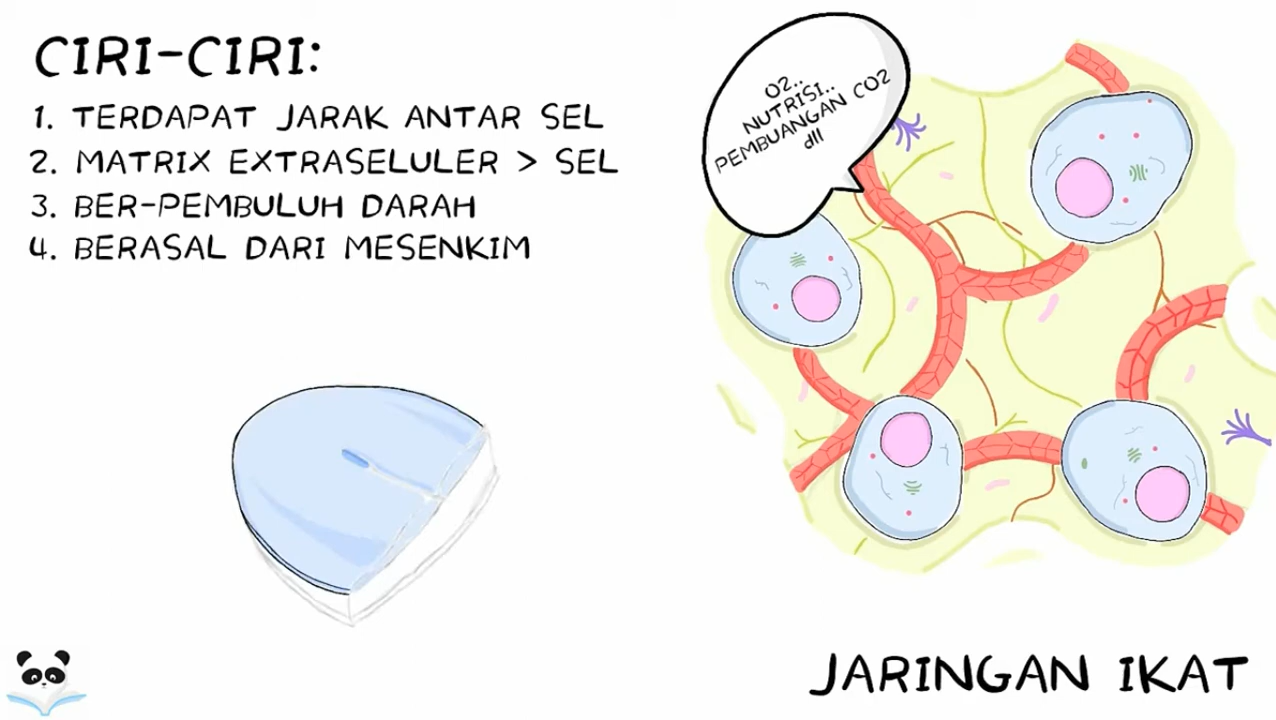 CIRI-CIRI:
1. TERDAPAT JARAK ANTAR SEL
2. MATRIX EXTRASELULER > SEL
3. BER-PEMBULUH DARAH
4. BERASAL DARI MESENKIM
O2..
NUTRISI..
PEMBUANGAN CO2
dll
JARINGAN IKAT